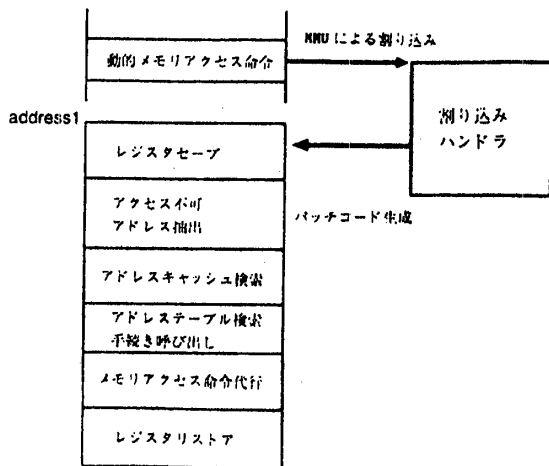 MMUによる割り込み
動的メモリアクセス命令
割り込み
ハンドラ
address1
レジスタセーブ
アクセス不可
アドレス抽出
パッチコード生成
アドレスキャッシュ検索
アドレステーブル検索
手続き呼び出し
メモリアクセス命令代行
レジスタリストア